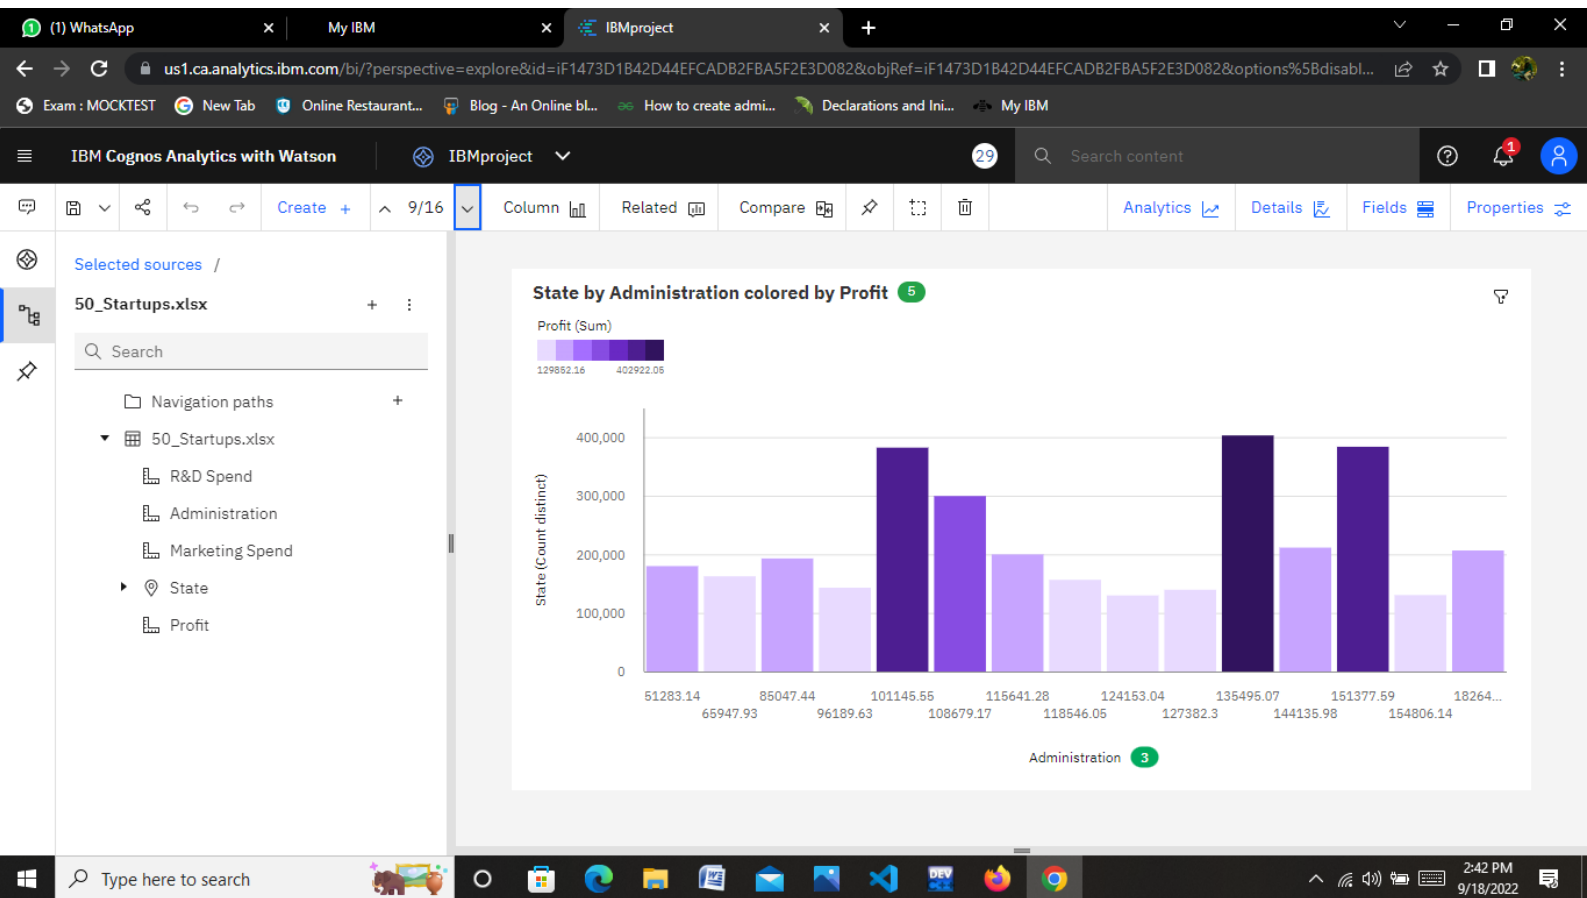 (1) WhatsApp
My IBM
IBMproject
us1.ca.analytics.ibm.com/bi/?perspective=explore&id=iF1473D1B42D44EFCADB2FBA5F2E3D082&objRef=iF1473D1B42D44EFCADB2FBA5F2E3D082&options%5Bdisabl...
Exam : MOCKTEST
New Tab
Online Restaurant...
Blog - An Online bl...
How to create admi...
Declarations and Ini...
My IBM
IBM Cognos Analytics with Watson
IBMproject
29
Search content
1
Create +
9/16
Column
Related
Compare
Analytics
Details
Fields
Properties
Selected sources /
50_Startups.xlsx
Search
Navigation paths
50_Startups.xlsx
R&D Spend
Administration
Marketing Spend
State
Profit
State by Administration colored by Profit 5
Profit (Sum)
129852.16 402922.05
State (Count distinct)
400,000
300,000
200,000
100,000
0
51283.14 85047.44 101145.55 115641.28 124153.04 135495.07 151377.59 18264...
65947.93 96189.63 108679.17 118546.05 127382.3 144135.98 154806.14
Administration 3
Type here to search
DEV
2:42 PM
9/18/2022